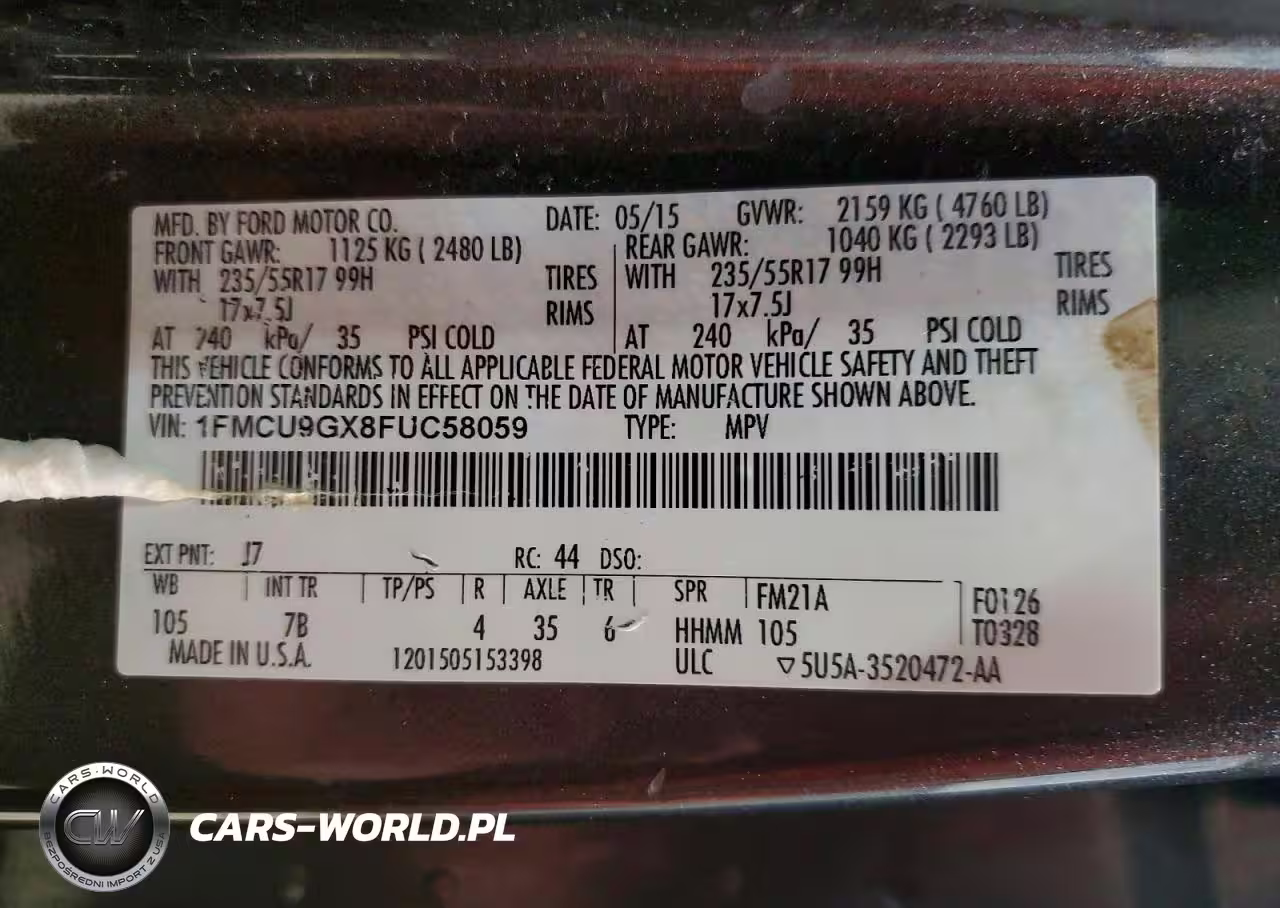 MFD. BY FORD MOTOR CO. DATE: 05/15 GVWR: 2159 KG ( 4760 LB)
FRONT GAWR: 1125 KG ( 2480 LB) REAR GAWR: 1040 KG ( 2293 LB)
WITH 235/55R17 99H TIRES WITH 235/55R17 99H TIRES
17x7.5J RIMS 17x7.5J RIMS
AT 240 kPa/ 35 PSI COLD AT 240 kPa/ 35 PSI COLD
THIS VEHICLE CONFORMS TO ALL APPLICABLE FEDERAL MOTOR VEHICLE SAFETY AND THEFT
PREVENTION STANDARDS IN EFFECT ON THE DATE OF MANUFACTURE SHOWN ABOVE.
VIN: 1FMCU9GX8FUC58059 TYPE: MPV
EXT PNT: J7 RC: 44 DSO:
WB INT TR TP/PS R AXLE TR SPR FM21A F0126
105 7B 4 35 6 HHMM 105 T0328
MADE IN U.S.A. 1201505153398 ULC ▽5U5A-3520472-AA
CARS-WORLD
CW
BEZPOŚREDNI IMPORT Z USA
CARS-WORLD.PL